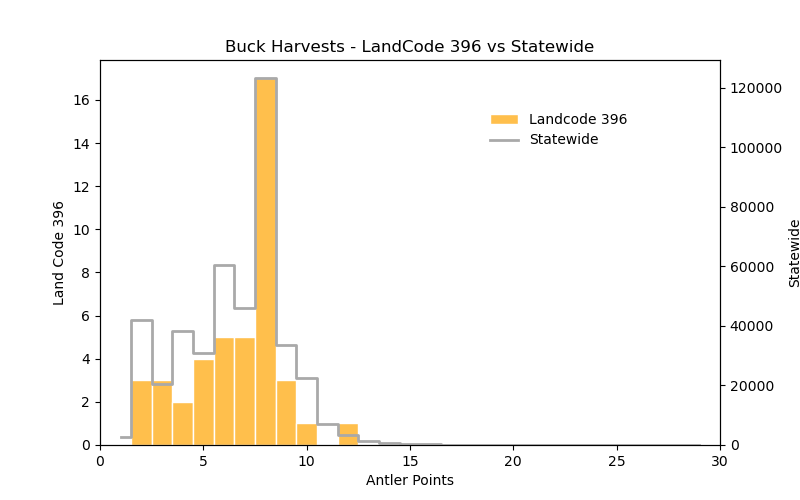 Buck Harvests - LandCode 396 vs Statewide
16
14
12
10
8
6
4
2
0
Land Code 396
120000
100000
80000
60000
40000
20000
0
Statewide
Landcode 396
Statewide
0 5 10 15 20 25 30
Antler Points